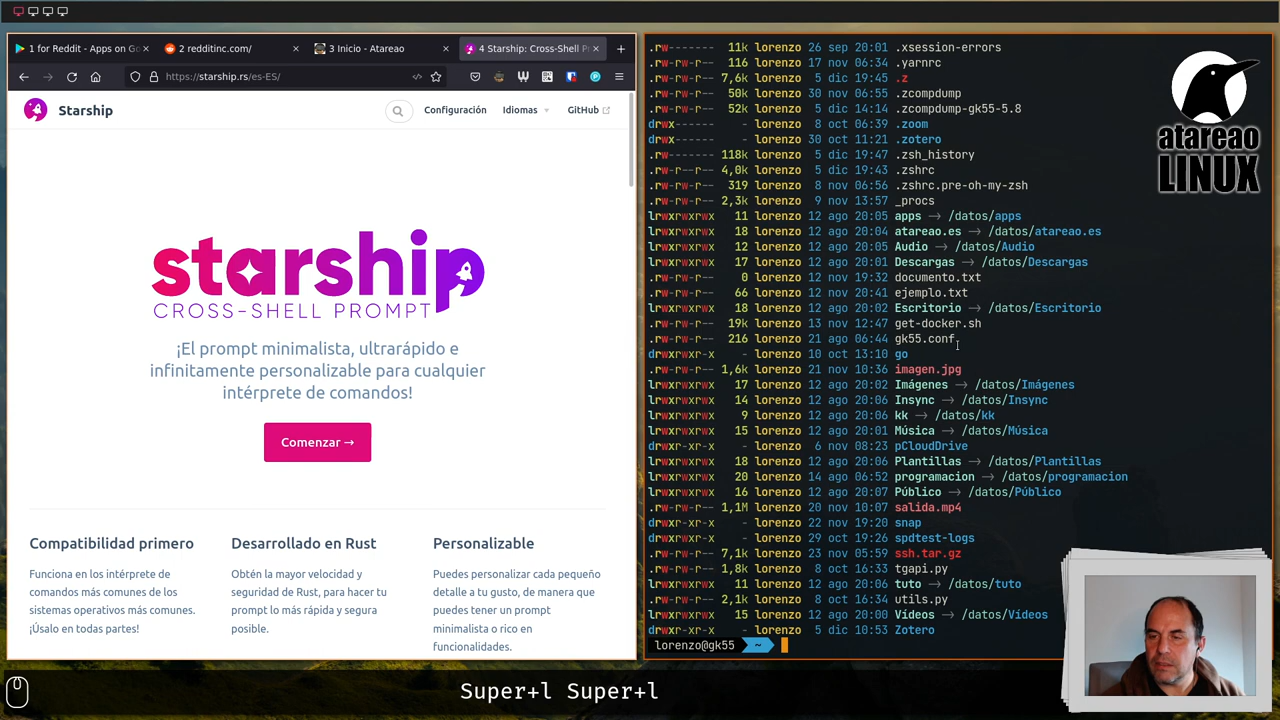 1 for Reddit - Apps on Go
2 redditinc.com/
3 Inicio - Atareao
4 Starship: Cross-Shell P
https://starship.rs/es-ES/
Starship
Configuración
Idiomas
GitHub
starship
CROSS-SHELL PROMPT
¡El prompt minimalista, ultrarápido e
infinitamente personalizable para cualquier
intérprete de comandos!
Comenzar →
Compatibilidad primero
Funciona en los intérprete de
comandos más comunes de los
sistemas operativos más comunes.
¡Úsalo en todas partes!
Desarrollado en Rust
Obtén la mayor velocidad y
seguridad de Rust, para hacer tu
prompt lo más rápida y segura
posible.
Personalizable
Puedes personalizar cada pequeño
detalle a tu gusto, de manera que
puedes tener un prompt
minimalista o rico en
funcionalidades.
.rw------- 11k lorenzo 26 sep 20:01 .xsession-errors
.rw-rw-r-- 116 lorenzo 17 nov 06:34 .yarnrc
.rw-rw-r-- 7,6k lorenzo 5 dic 19:45 .z
.rw-rw-r-- 50k lorenzo 30 nov 06:55 .zcompdump
.rw-rw-r-- 52k lorenzo 5 dic 14:14 .zcompdump-gk55-5.8
drwx------ - lorenzo 8 oct 06:39 .zoom
drwx------ - lorenzo 30 oct 11:21 .zotero
.rw------- 118k lorenzo 5 dic 19:47 .zsh_history
.rw-r--r-- 4,0k lorenzo 5 dic 19:43 .zshrc
.rw-rw-r-- 319 lorenzo 8 nov 06:56 .zshrc.pre-oh-my-zsh
.rw-rw-r-- 2,3k lorenzo 9 nov 13:57 _procs
lrwxrwxrwx 11 lorenzo 12 ago 20:05 apps → /datos/apps
lrwxrwxrwx 18 lorenzo 12 ago 20:04 atareao.es → /datos/atareao.es
lrwxrwxrwx 12 lorenzo 12 ago 20:05 Audio → /datos/Audio
lrwxrwxrwx 17 lorenzo 12 ago 20:01 Descargas → /datos/Descargas
.rw-rw-r-- 0 lorenzo 12 nov 19:32 documento.txt
.rw-rw-r-- 66 lorenzo 12 nov 20:41 ejemplo.txt
lrwxrwxrwx 18 lorenzo 12 ago 20:02 Escritorio → /datos/Escritorio
.rw-rw-r-- 19k lorenzo 13 nov 12:47 get-docker.sh
.rw-rw-r-- 216 lorenzo 21 ago 06:44 gk55.conf
drwxrwxr-x - lorenzo 10 oct 13:10 go
.rw-rw-r-- 1,6k lorenzo 21 nov 10:36 imagen.jpg
lrwxrwxrwx 17 lorenzo 12 ago 20:02 Imágenes → /datos/Imágenes
lrwxrwxrwx 14 lorenzo 12 ago 20:06 Insync → /datos/Insync
lrwxrwxrwx 9 lorenzo 12 ago 20:06 kk → /datos/kk
lrwxrwxrwx 15 lorenzo 12 ago 20:01 Música → /datos/Música
drwxr-xr-x - lorenzo 6 nov 08:23 pCloudDrive
lrwxrwxrwx 18 lorenzo 12 ago 20:06 Plantillas → /datos/Plantillas
lrwxrwxrwx 20 lorenzo 14 ago 06:52 programacion → /datos/programacion
lrwxrwxrwx 16 lorenzo 12 ago 20:07 Público → /datos/Público
.rw-rw-r-- 1,1M lorenzo 20 nov 10:07 salida.mp4
drwxr-xr-x - lorenzo 22 nov 19:20 snap
drwxrwxr-x - lorenzo 29 oct 19:26 spdtest-logs
.rw-rw-r-- 7,1k lorenzo 23 nov 05:59 ssh.tar.gz
.rw-rw-r-- 1,8k lorenzo 8 oct 16:33 tgapi.py
lrwxrwxrwx 11 lorenzo 12 ago 20:06 tuto → /datos/tuto
.rw-rw-r-- 2,1k lorenzo 8 oct 16:34 utils.py
lrwxrwxrwx 15 lorenzo 12 ago 20:00 Vídeos → /datos/Vídeos
drwxr-xr-x - lorenzo 5 dic 10:53 Zotero
lorenzo@gk55 ~
atareao
LINUX
Super+l Super+l